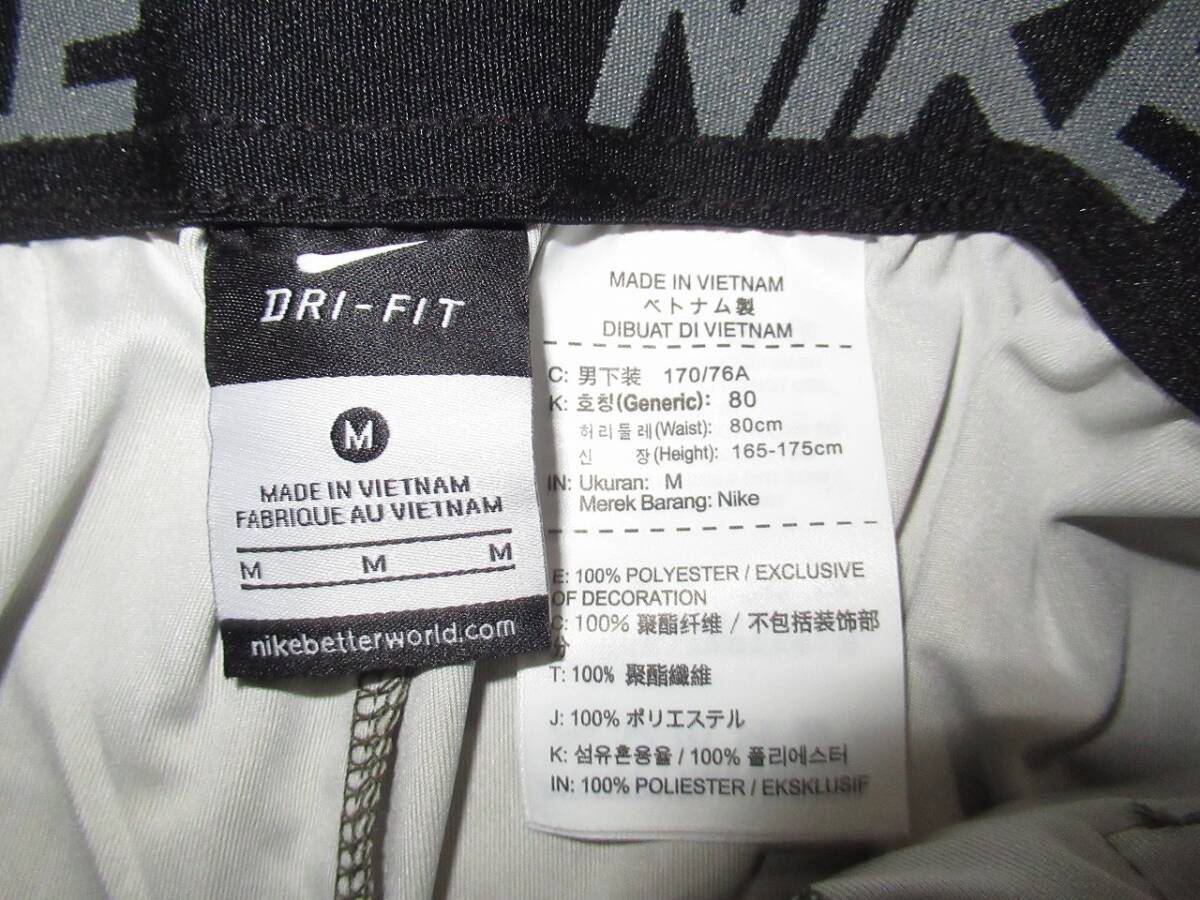 NIKE
DRI-FIT
M
MADE IN VIETNAM
FABRIQUE AU VIETNAM
M M M
nikebetterworld.com
MADE IN VIETNAM
ベトナム製
DIBUAT DI VIETNAM
C: 男下装 170/76A
K: 호칭(Generic): 80
허리둘레(Waist): 80cm
신 장(Height): 165-175cm
IN: Ukuran: M
Merek Barang: Nike
E: 100% POLYESTER / EXCLUSIVE
OF DECORATION
C: 100% 聚酯纤维 / 不包括装饰部
分
T: 100% 聚酯纖維
J: 100% ポリエステル
K: 섬유혼용율 / 100% 폴리에스터
IN: 100% POLIESTER / EKSKLUSIF